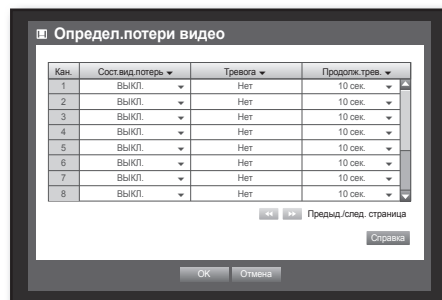 Определ.потери видео
Кан. Сост.вид.потерь Тревога Продолж.трев.
1 ВЫКЛ. Нет 10 сек.
2 ВЫКЛ. Нет 10 сек.
3 ВЫКЛ. Нет 10 сек.
4 ВЫКЛ. Нет 10 сек.
5 ВЫКЛ. Нет 10 сек.
6 ВЫКЛ. Нет 10 сек.
7 ВЫКЛ. Нет 10 сек.
8 ВЫКЛ. Нет 10 сек.
Предыд./след. страница
Справка
OK Отмена